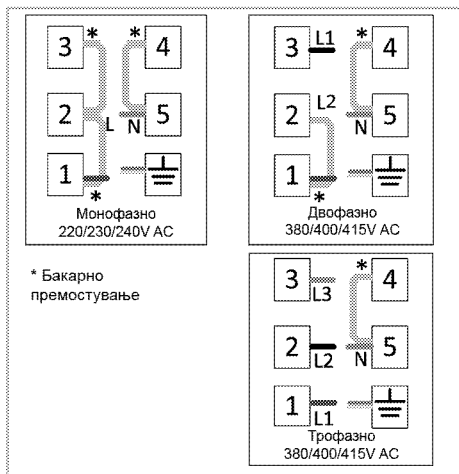 3 * * 4
2 L N 5
1 *
Монофазно
220/230/240V AC
3 L1 * 4
2 L2 N 5
1 *
Двофазно
380/400/415V AC
* Бакарно
премостување
3 L3 * 4
2 L2 N 5
1 L1
Трофазно
380/400/415V AC